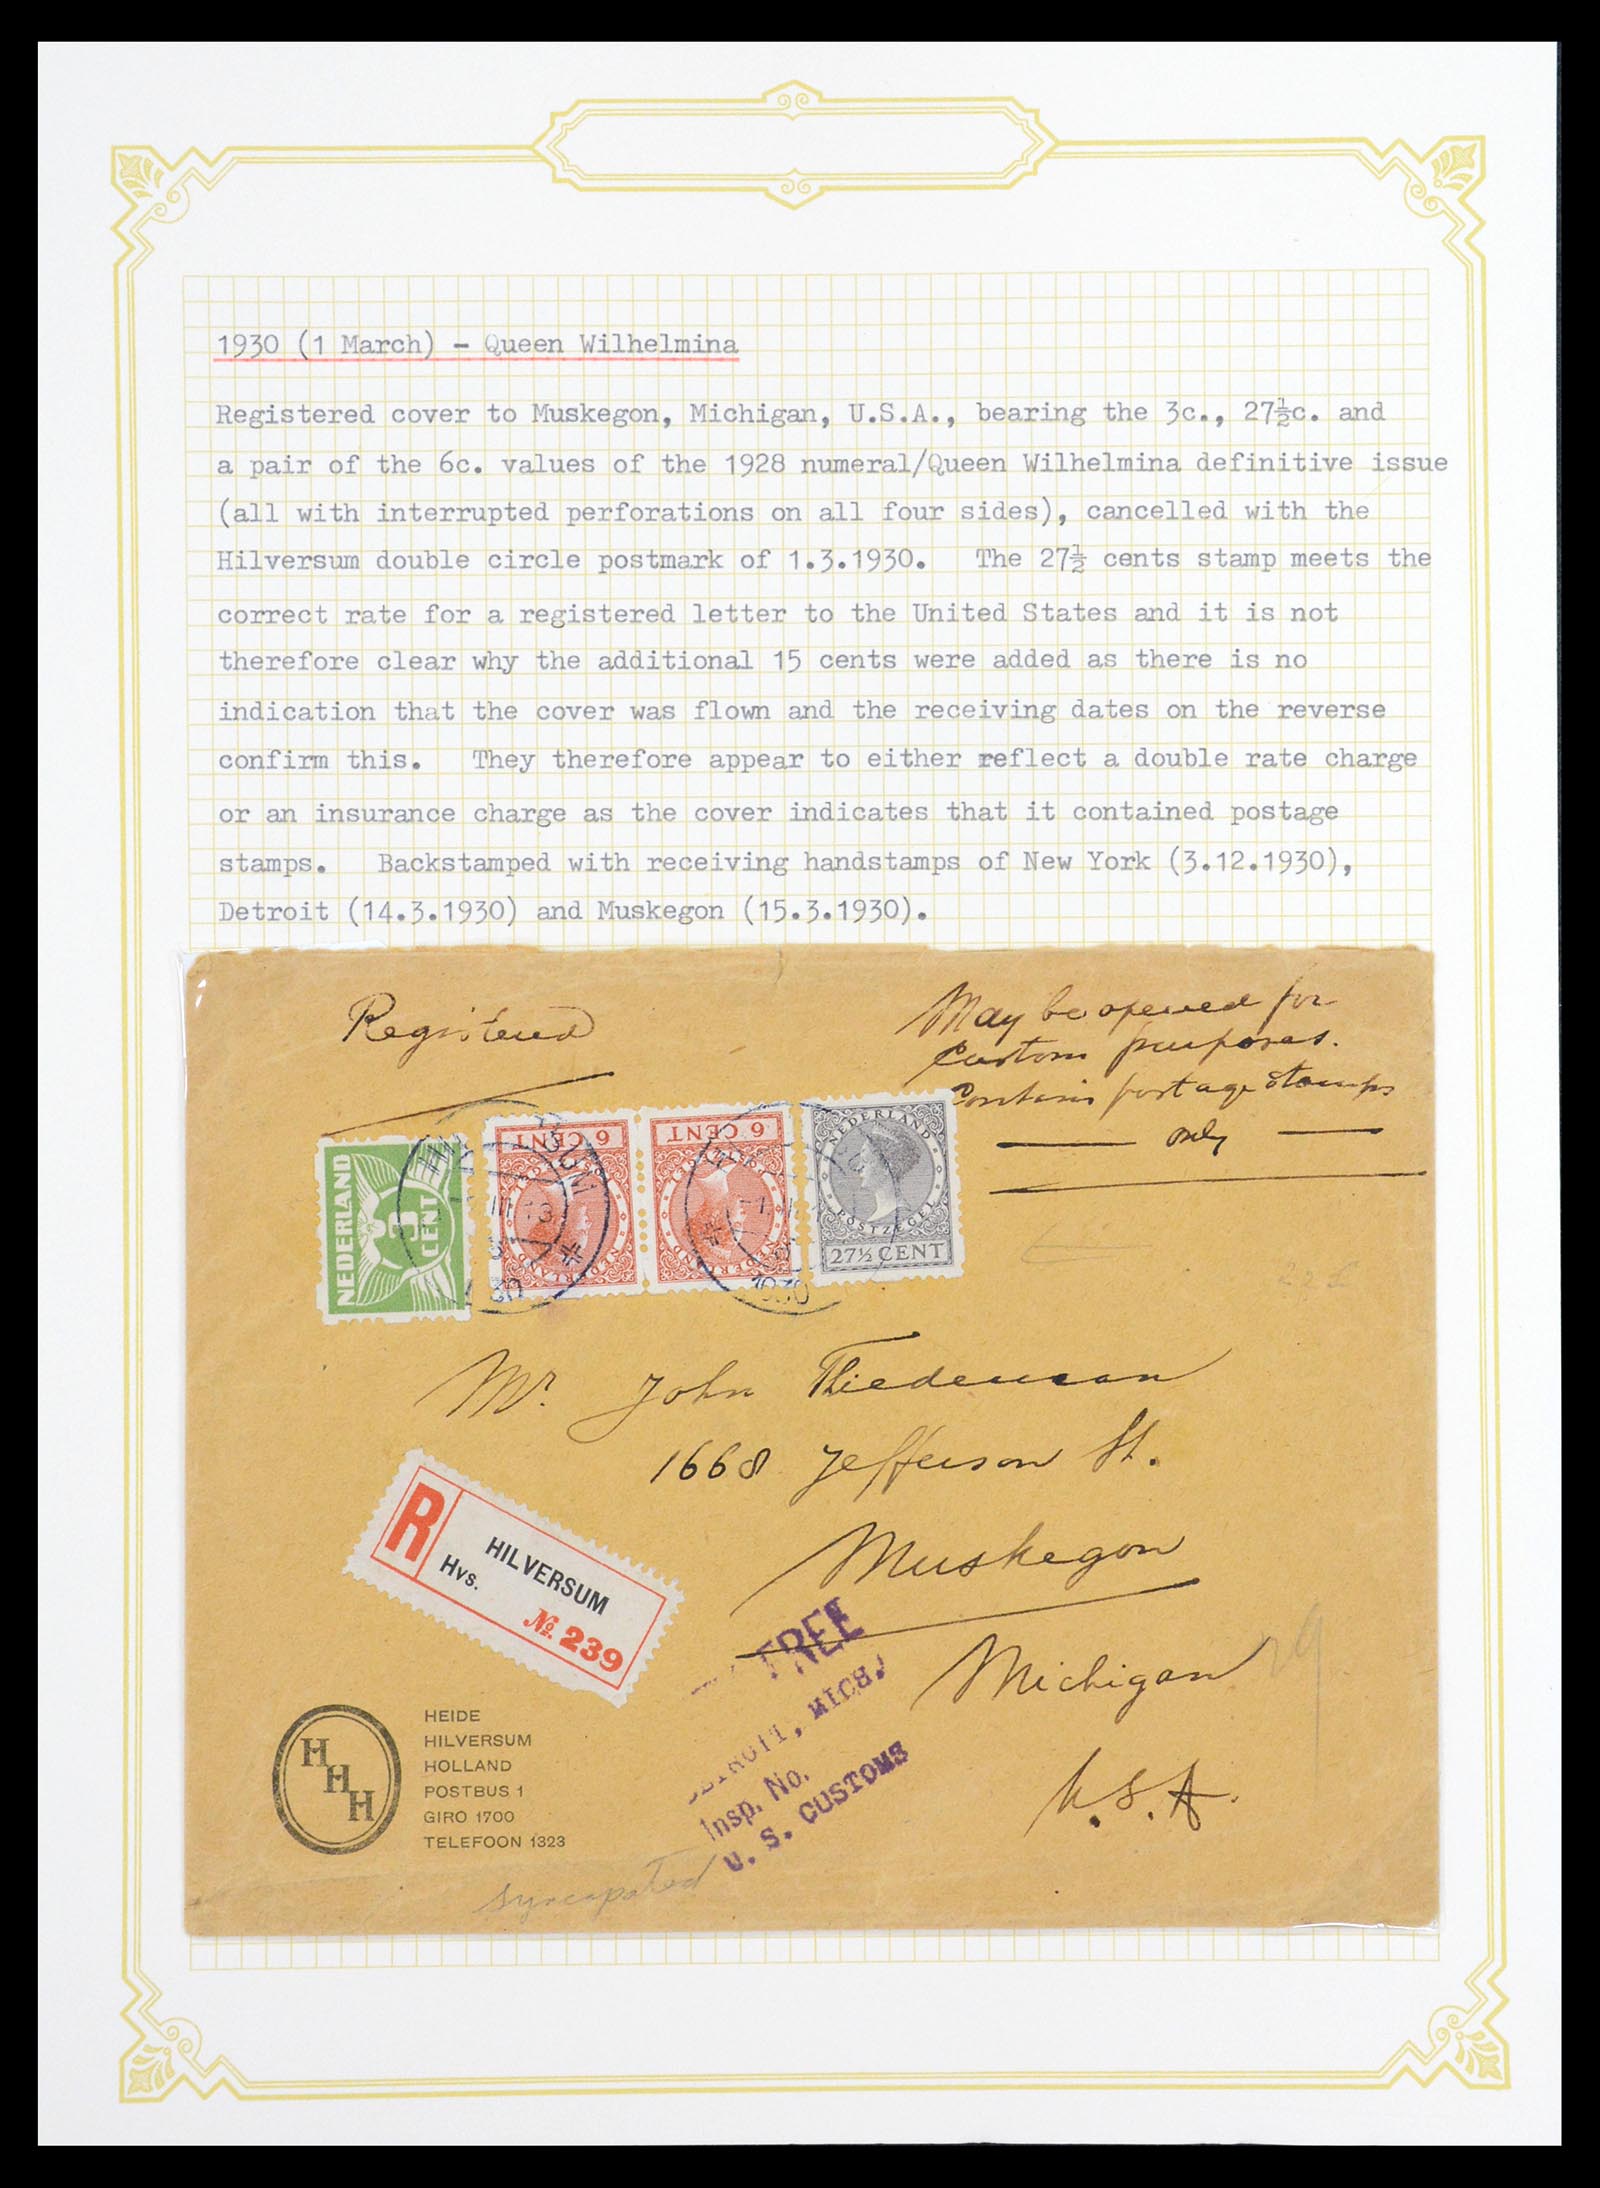 1930 (1 March) - Queen Wilhelmina
Registered cover to Muskegon, Michigan, U.S.A., bearing the 3c., 27½c. and
a pair of the 6c. values of the 1928 numeral/Queen Wilhelmina definitive issue
(all with interrupted perforations on all four sides), cancelled with the
Hilversum double circle postmark of 1.3.1930. The 27½ cents stamp meets the
correct rate for a registered letter to the United States and it is not
therefore clear why the additional 15 cents were added as there is no
indication that the cover was flown and the receiving dates on the reverse
confirm this. They therefore appear to either reflect a double rate charge
or an insurance charge as the cover indicates that it contained postage
stamps. Backstamped with receiving handstamps of New York (3.12.1930),
Detroit (14.3.1930) and Muskegon (15.3.1930).
Registered
May be opened for
Custom purposes.
Contains postage stamps
only
NEDERLAND
3
CENT
6 CENT
NEDERLAND
6 CENT
NEDERLAND
NEDERLAND
POSTZEGEL
27½ CENT
1930
Mr. John Thiedeman
1668 Jefferson St.
Muskegon
Michigan
U.S.A.
R
HILVERSUM
Hvs.
No. 239
FREE
DETROIT, MICH.
Insp. No.
U. S. CUSTOMS
H
H
H
HEIDE
HILVERSUM
HOLLAND
POSTBUS 1
GIRO 1700
TELEFOON 1323
syncopated